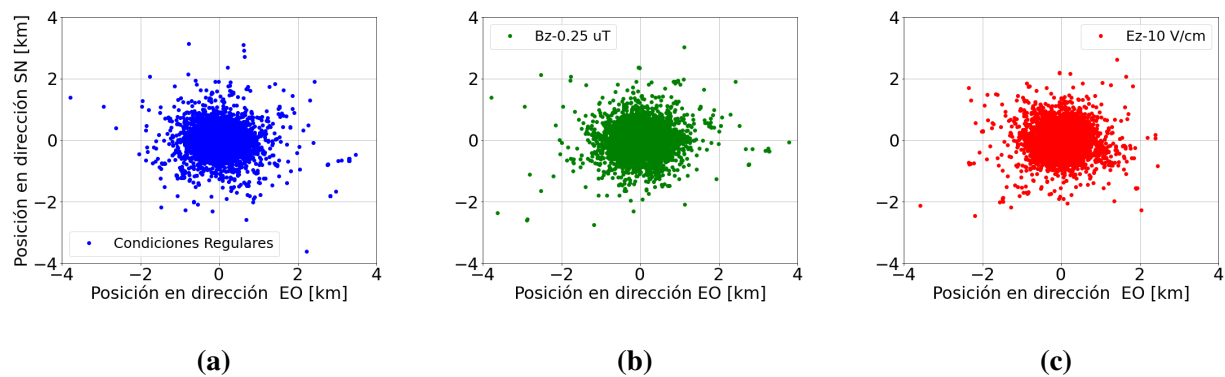 Posición en dirección SN [km]
4
2
0
−2
−4
Condiciones Regulares
−4 −2 0 2 4
Posición en dirección  EO [km]
(a)
4
2
0
−2
−4
Bz-0.25 uT
−4 −2 0 2 4
Posición en dirección  EO [km]
(b)
4
2
0
−2
−4
Ez-10 V/cm
−4 −2 0 2 4
Posición en dirección  EO [km]
(c)